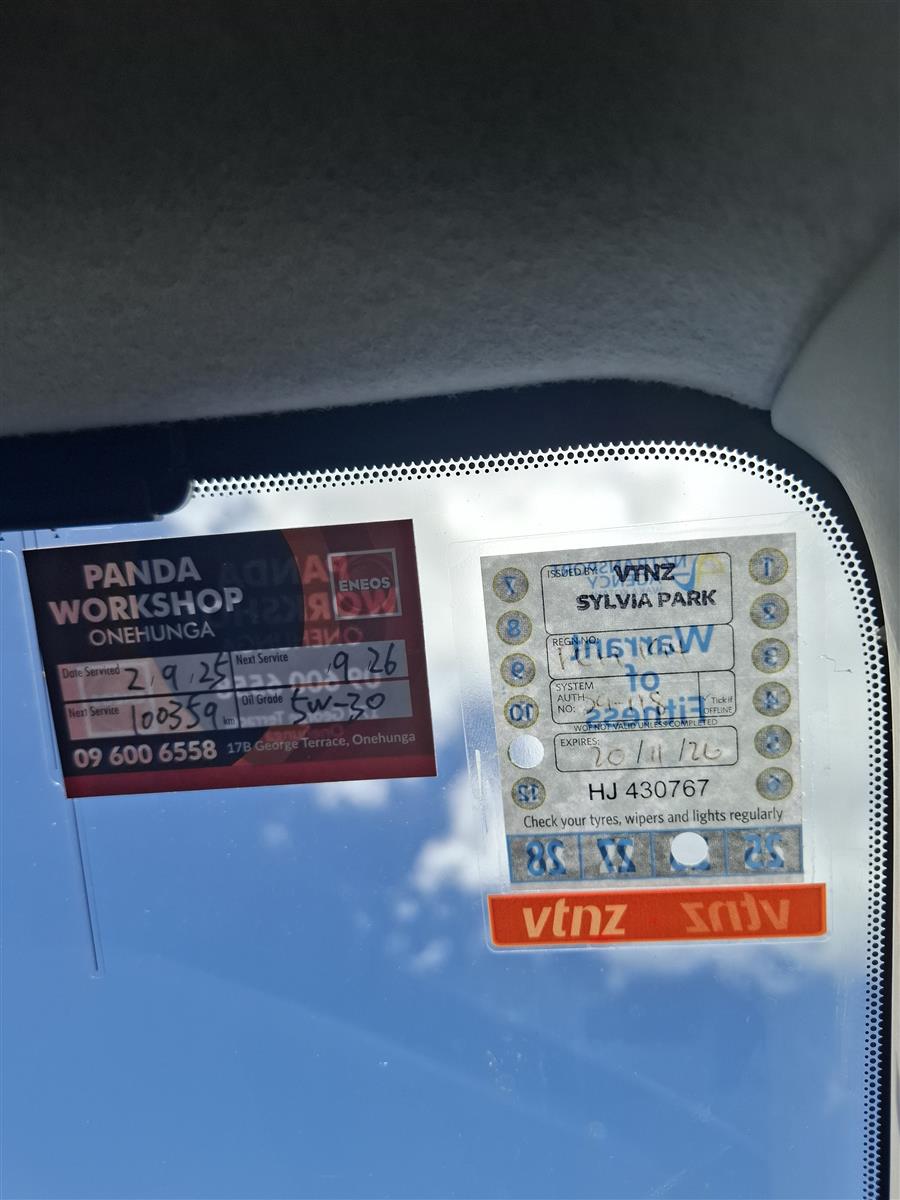 PANDA
WORKSHOP
ONEHUNGA
ENEOS
Date Serviced 2.9.25 Next Service .9.26
Next Service 100359 km Oil Grade 5W-30
09 600 6558 17B George Terrace, Onehunga
ISSUED BY: VTNZ
SYLVIA PARK
REGN NO:
SYSTEM
AUTH
NO:
Tick if
OFFLINE
WOF NOT VALID UNLESS COMPLETED
EXPIRES:
20/11/26
HJ 430767
Check your tyres, wipers and lights regularly
Warrant
of
Fitness
7 1
8 2
9 3
10 4
5
12 6
28 27 25
vtnz vtnz